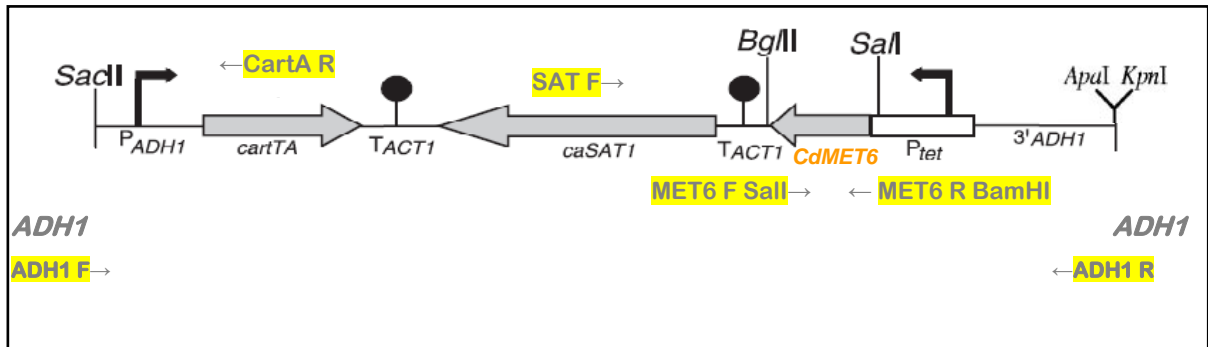 BglII SalI
SacII ←CartA R SAT F→ ApaI KpnI
PADH1 cartTA TACT1 caSAT1 TACT1 CdMET6 Ptet 3'ADH1
MET6 F SalI→ ← MET6 R BamHI
ADH1 ADH1
ADH1 F→ ←ADH1 R